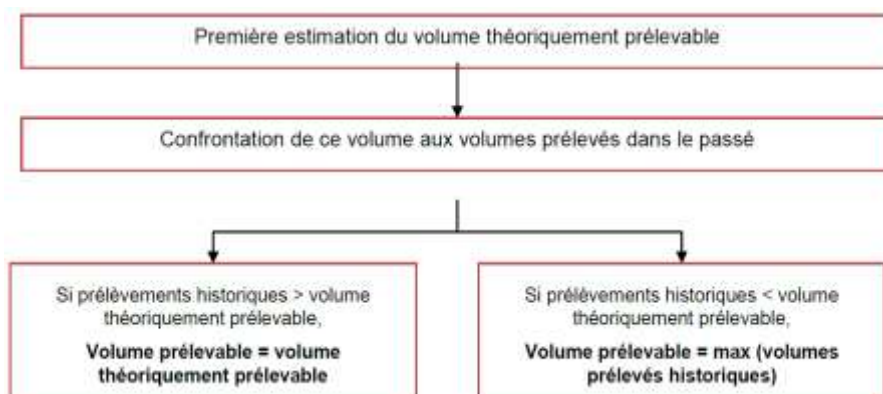 Première estimation du volume théoriquement prélevable
Confrontation de ce volume aux volumes prélevés dans le passé
Si prélèvements historiques > volume
théoriquement prélevable,
Volume prélevable = volume
théoriquement prélevable
Si prélèvements historiques < volume
théoriquement prélevable,
Volume prélevable = max (volumes
prélevés historiques)